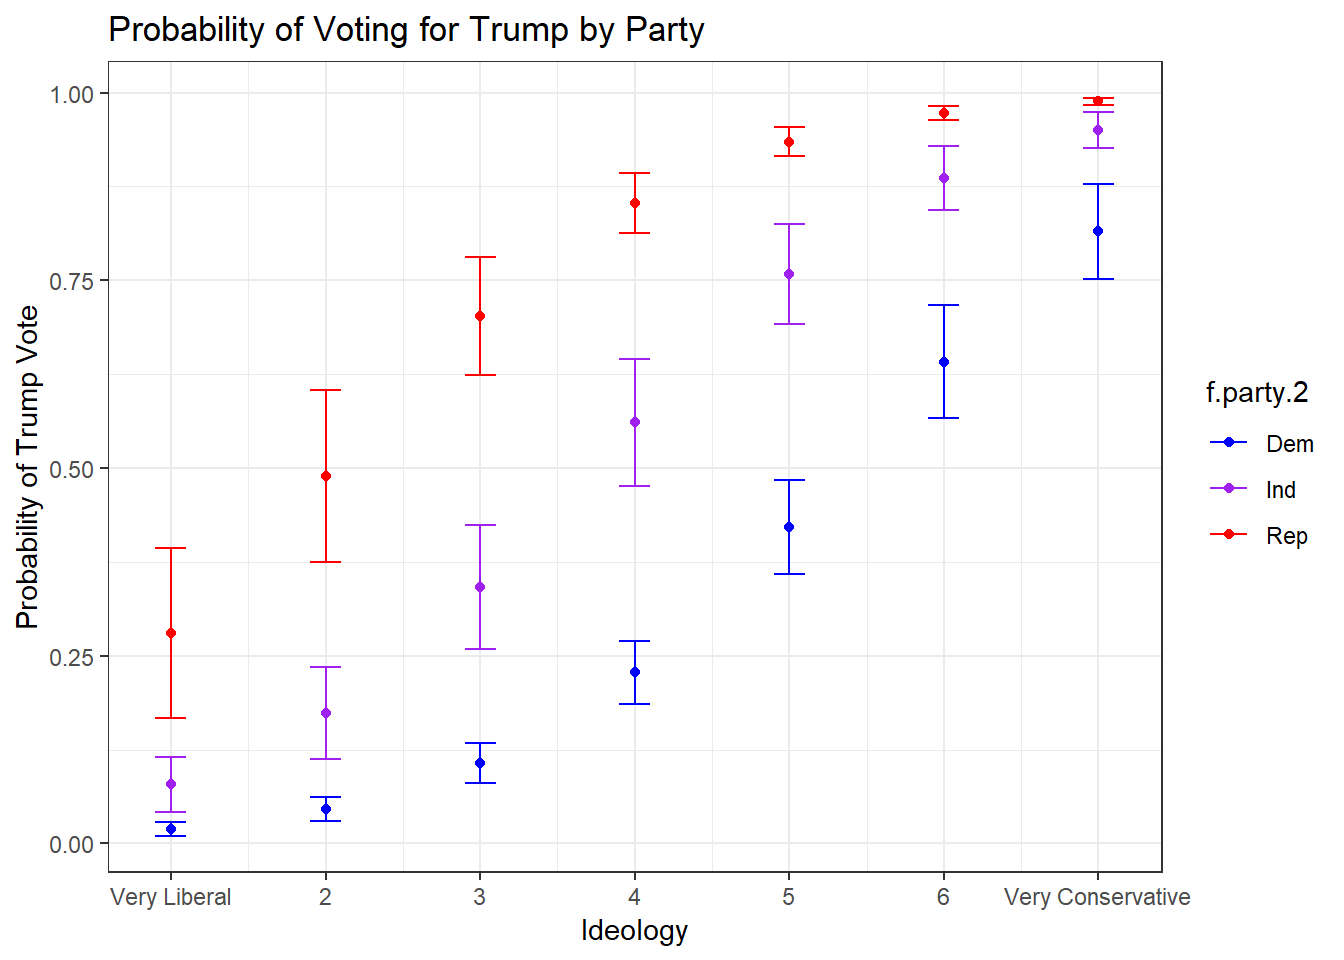 Probability of Voting for Trump by Party
Probability of Trump Vote
1.00
0.75
0.50
0.25
0.00
Very Liberal 2 3 4 5 6 Very Conservative
Ideology
f.party.2
Dem
Ind
Rep